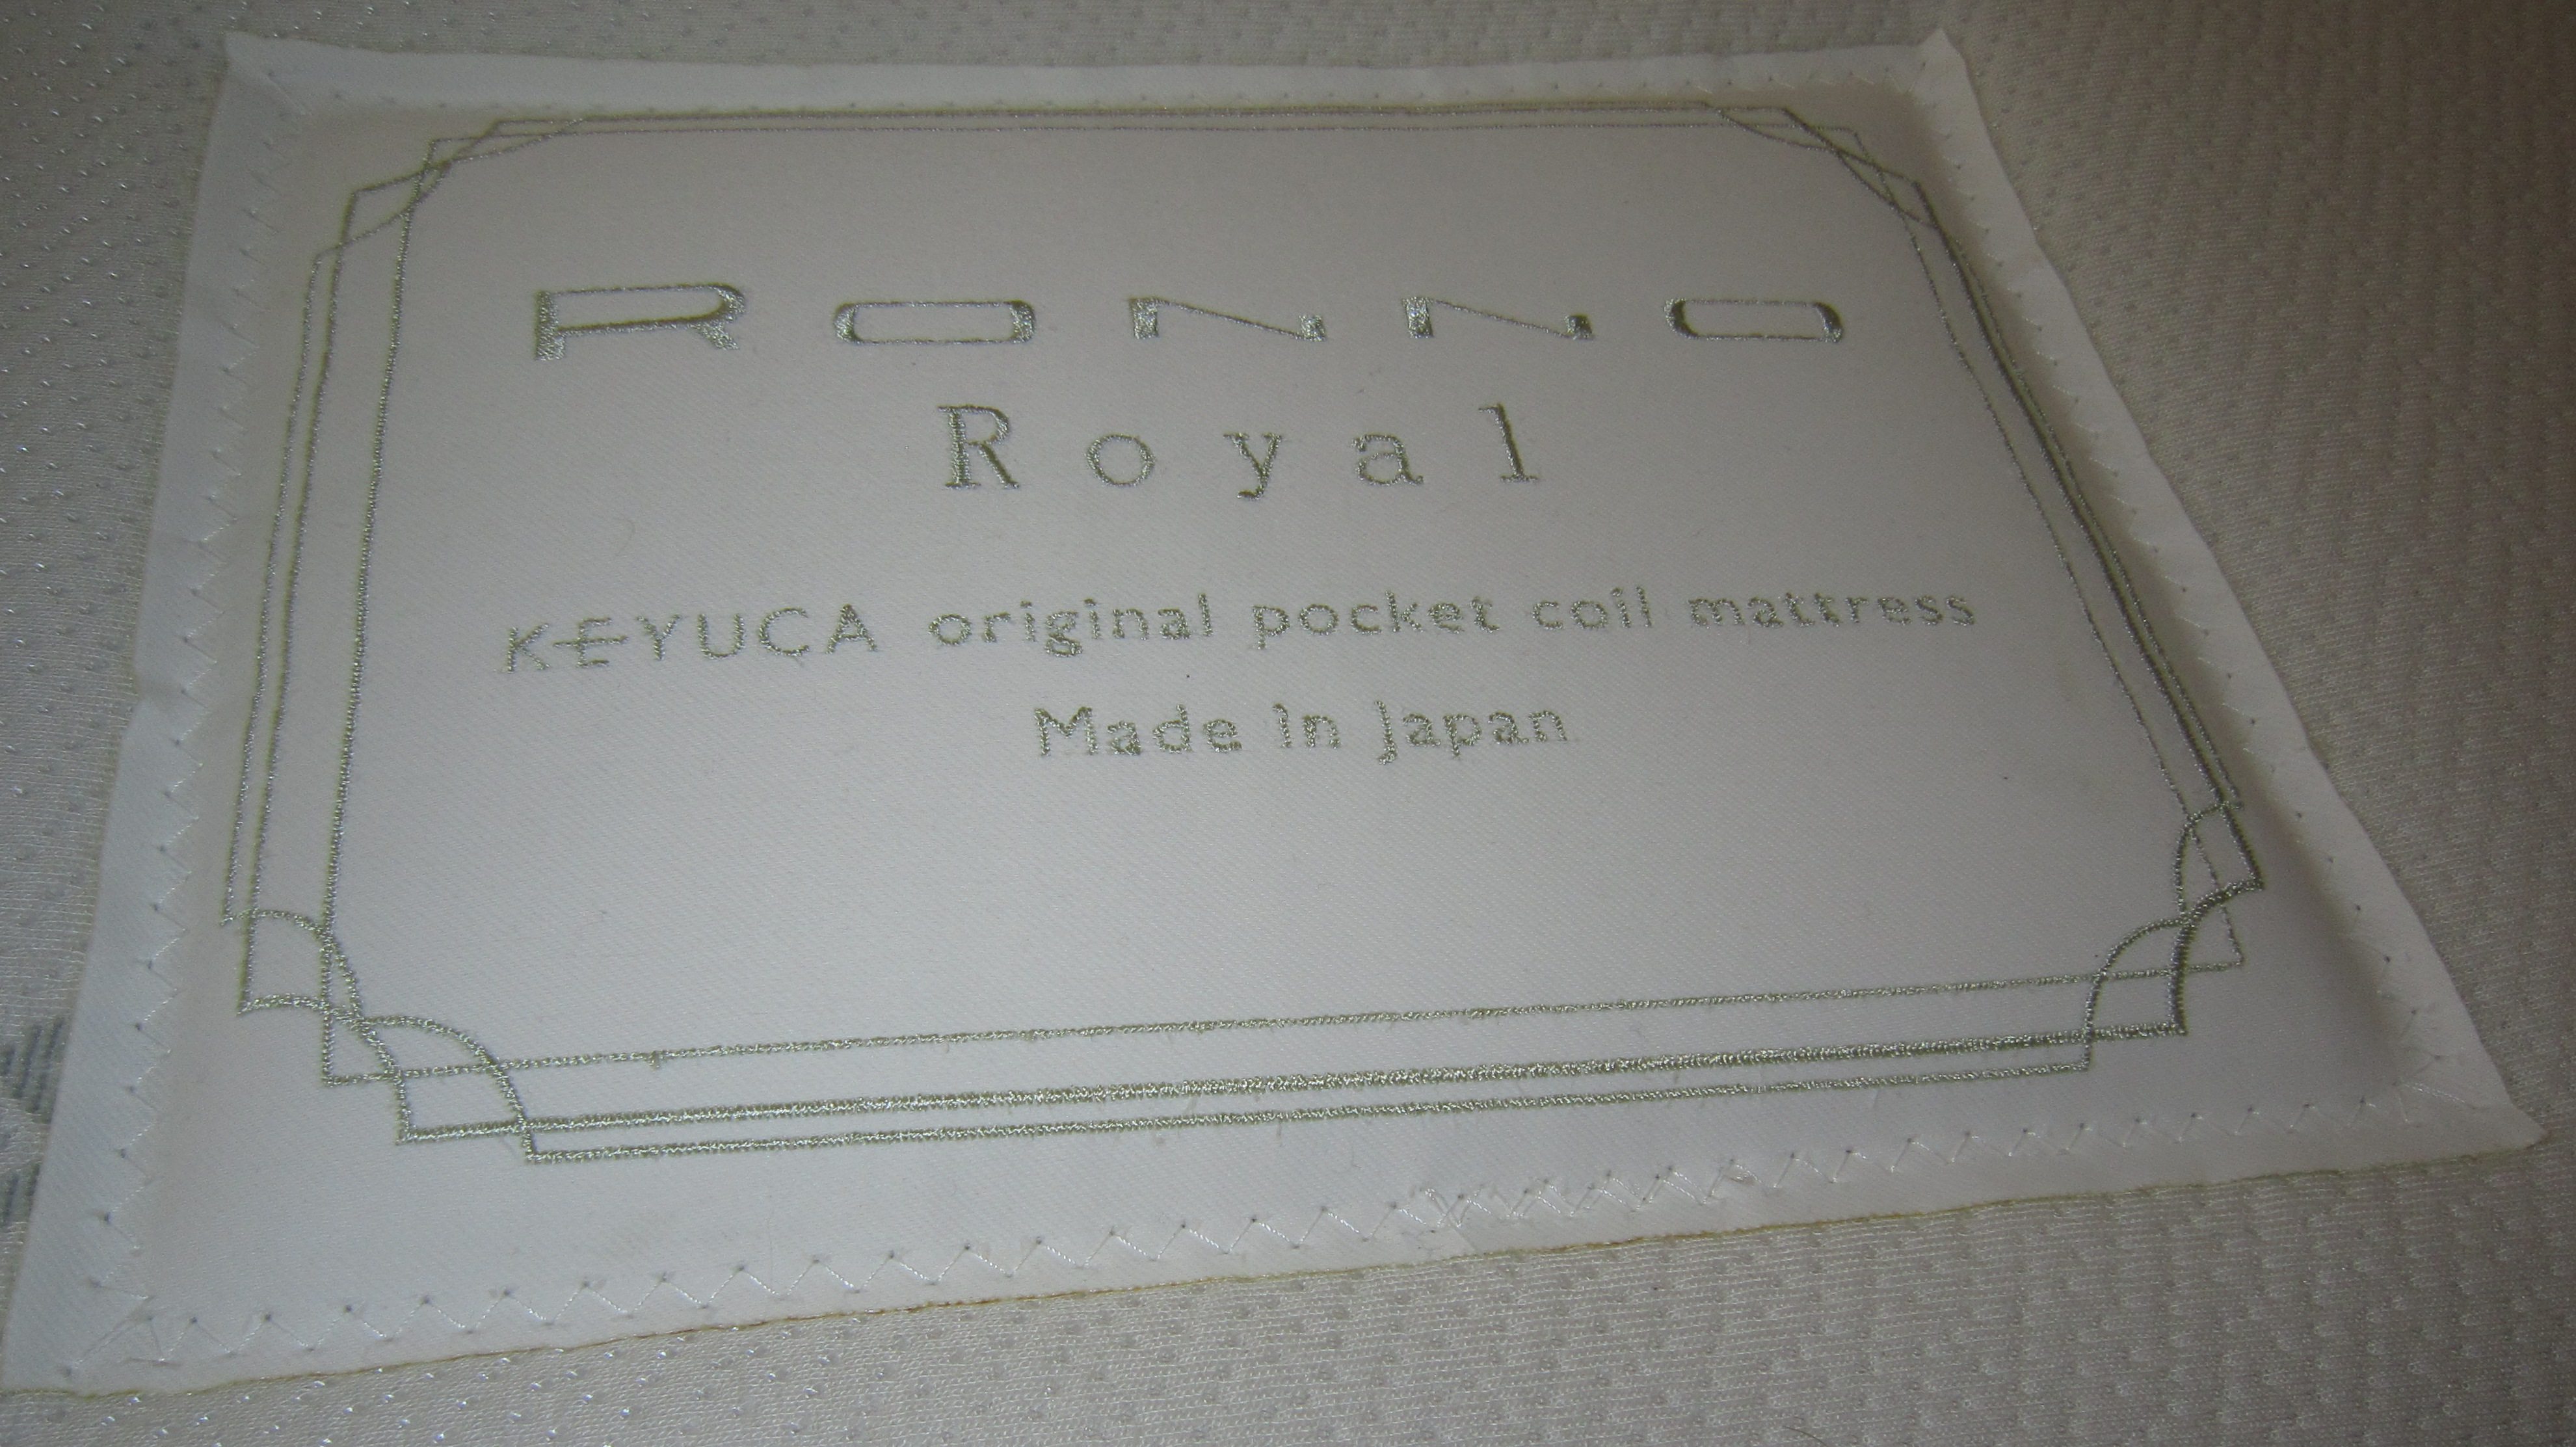 RONNO
Royal
KEYUCA original pocket coil mattress
Made in Japan